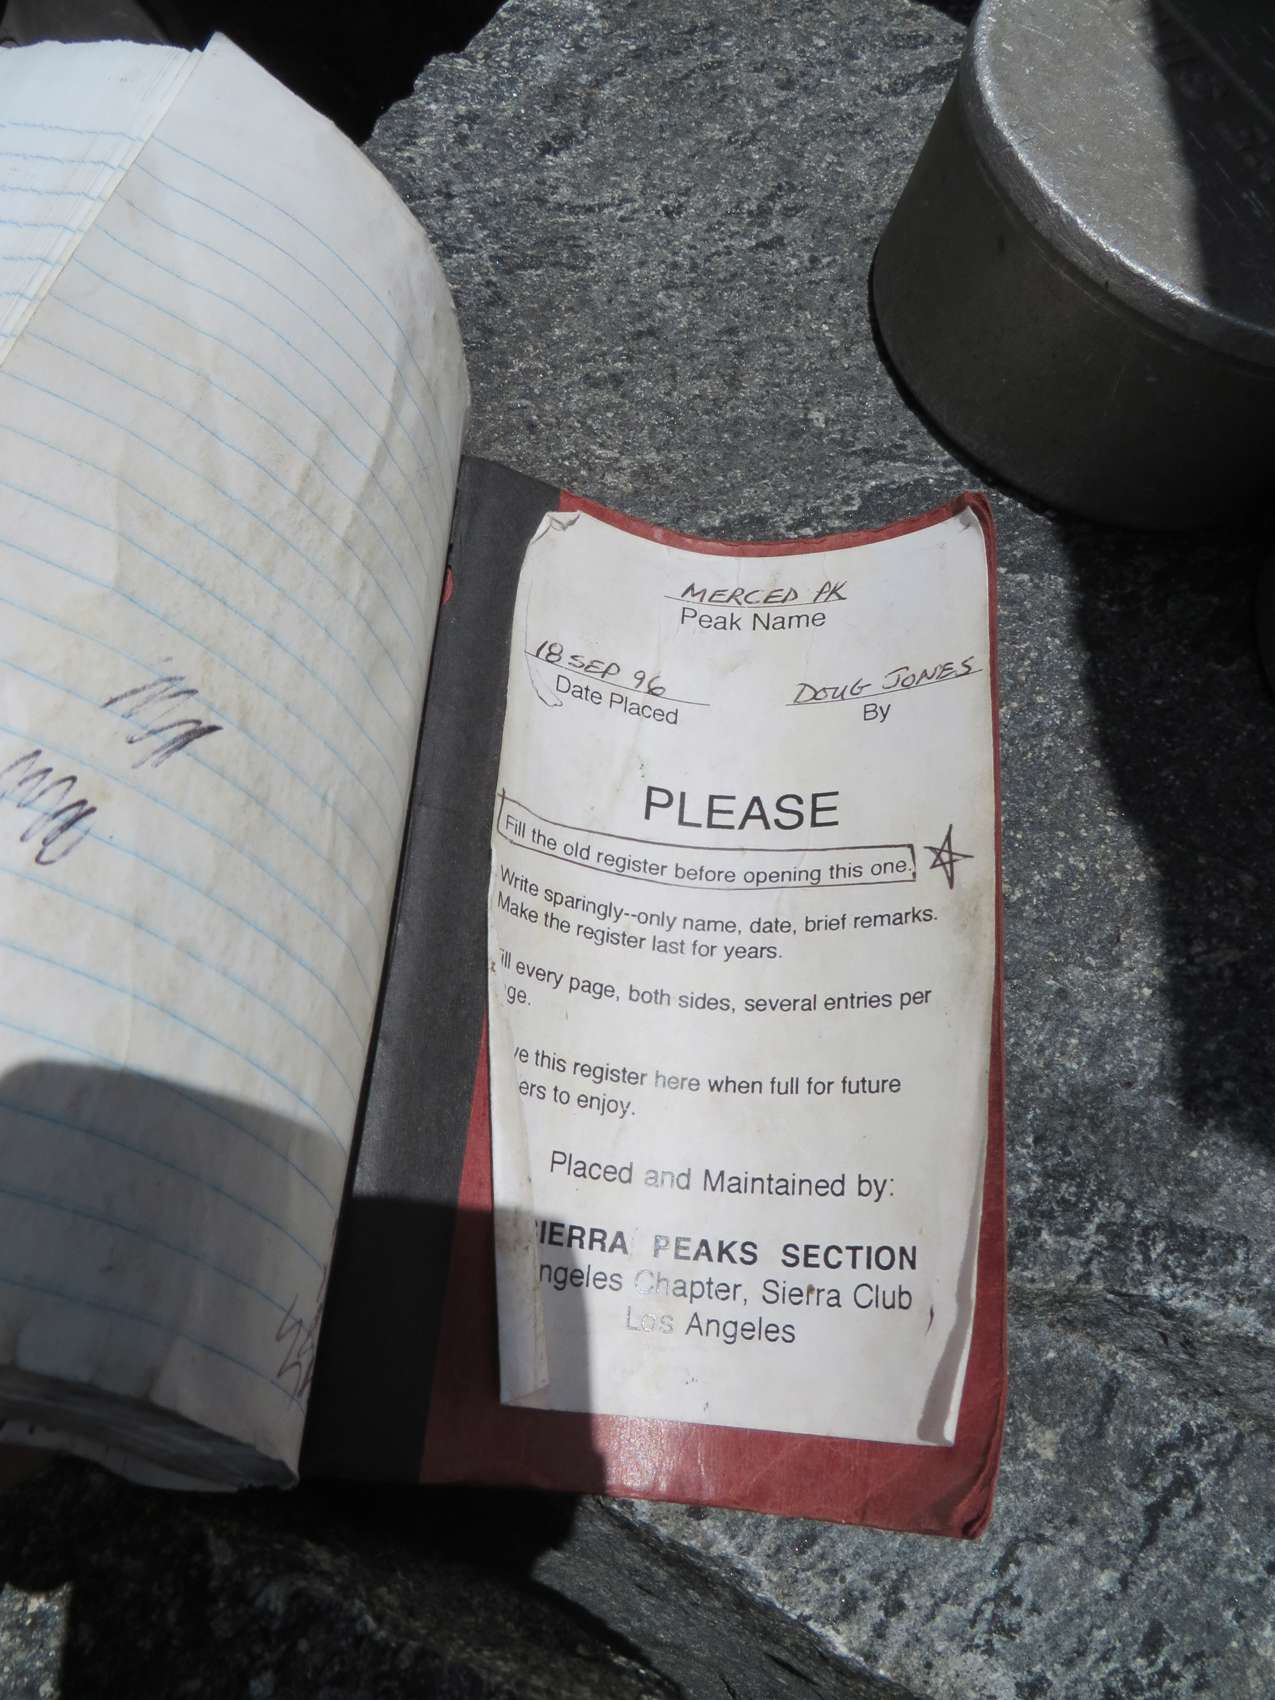 MERCED PK
Peak Name
18 SEP 96 DOUG JONES
Date Placed By
PLEASE
Fill the old register before opening this one.
Write sparingly--only name, date, brief remarks.
Make the register last for years.
ill every page, both sides, several entries per
ge.
ve this register here when full for future
ers to enjoy.
Placed and Maintained by:
IERRA PEAKS SECTION
ngeles Chapter, Sierra Club
Los Angeles